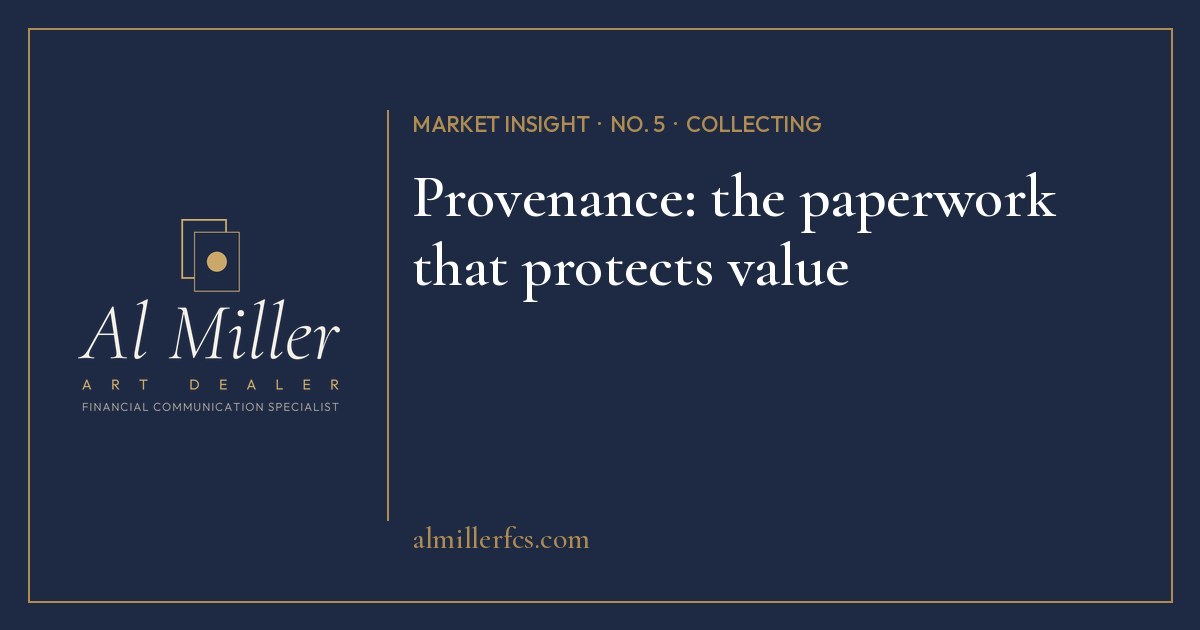 MARKET INSIGHT · NO. 5 · COLLECTING
Provenance: the paperwork
that protects value
Al Miller
ART DEALER
FINANCIAL COMMUNICATION SPECIALIST
almillerfcs.com